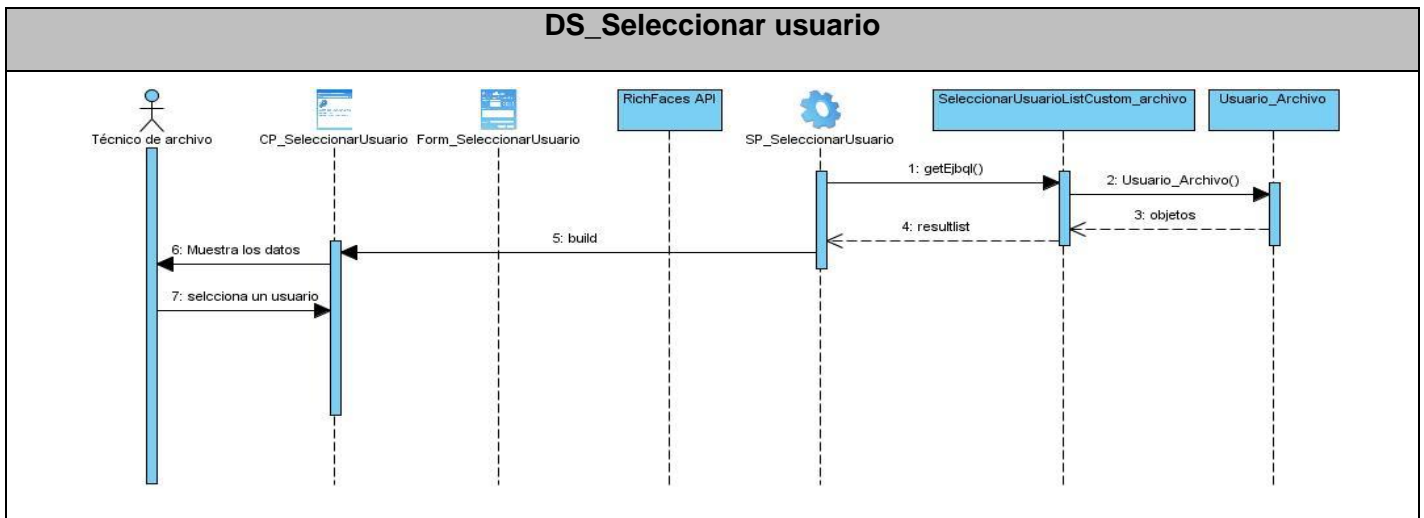 DS_Seleccionar usuario
Técnico de archivo
CP_SeleccionarUsuario
Form_SeleccionarUsuario
RichFaces API
SP_SeleccionarUsuario
SeleccionarUsuarioListCustom_archivo
Usuario_Archivo
1: getEjbql()
2: Usuario_Archivo()
3: objetos
4: resultlist
5: build
6: Muestra los datos
7: selcciona un usuario